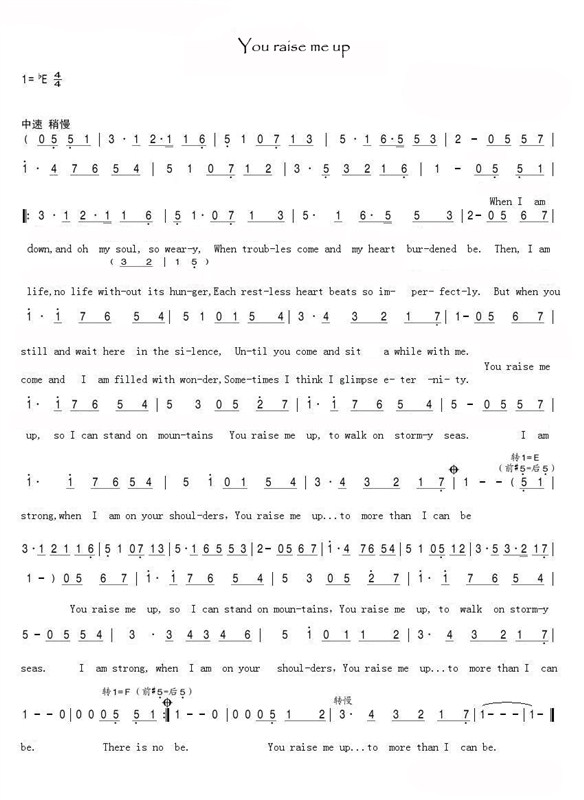 You raise me up
1= ♭E 4/4
中速 稍慢
( 0 5 5 1 | 3 · 1 2 · 1 1 6 | 5 1 0 7 1 3 | 5 · 1 6 · 5 5 3 | 2 - 0 5 5 7 |
1 · 4 7 6 5 4 | 5 1 0 7 1 2 | 3 · 5 3 2 1 6 | 1 - 0 5 5 1 |
When I am
‖: 3 · 1 2 · 1 1 6 | 5 1 · 0 7 1 3 | 5 · 1 6 · 5 5 3 | 2 - 0 5 6 7 |
down,and oh my soul, so wear-y, When troub-les come and my heart bur-dened be. Then, I am
( 3 2 | 1 5 )
life,no life with-out its hun-ger,Each rest-less heart beats so im- per- fect-ly. But when you
1 · 1 7 6 5 4 | 5 1 0 1 5 4 | 3 · 4 3 2 1 7 | 1 - 0 5 6 7 |
still and wait here in the si-lence, Un-til you come and sit a while with me.
You raise me
come and I am filled with won-der,Some-times I think I glimpse e- ter -ni-ty.
1 · 1 7 6 5 4 | 5 3 0 5 2 7 | 1 · 1 7 6 5 4 | 5 - 0 5 5 7 |
up, so I can stand on moun-tains You raise me up, to walk on storm-y seas. I am
转1=E
(前#5=后5)
1 · 1 7 6 5 4 | 5 1 0 1 5 4 | 3 · 4 3 2 1 7 | 1 - - ( 5 1 |
strong,when I am on your shoul-ders, You raise me up...to more than I can be
3 · 1 2 1 1 6 | 5 1 0 7 1 3 | 5 · 1 6 5 5 3 | 2 - 0 5 6 7 | 1 · 4 7 6 5 4 | 5 1 0 5 1 2 | 3 · 5 3 · 2 1 7 |
1 - ) 0 5 6 7 | 1 · 1 7 6 5 4 | 5 3 0 5 2 7 | 1 · 1 7 6 5 4 |
You raise me up, so I can stand on moun-tains, You raise me up, to walk on storm-y
5 - 0 5 5 4 | 3 · 3 4 3 4 6 | 5 1 0 1 1 2 | 3 · 4 3 2 1 7 |
seas. I am strong, when I am on your shoul-ders, You raise me up...to more than I can
转1=F (前#5=后5)
转慢
1 - - 0 | 0 0 0 5 5 1 :‖ 1 - - 0 | 0 0 0 5 1 2 | 3 · 4 3 2 1 7 | 1 - - - | 1 - ‖
be. There is no be. You raise me up...to more than I can be.